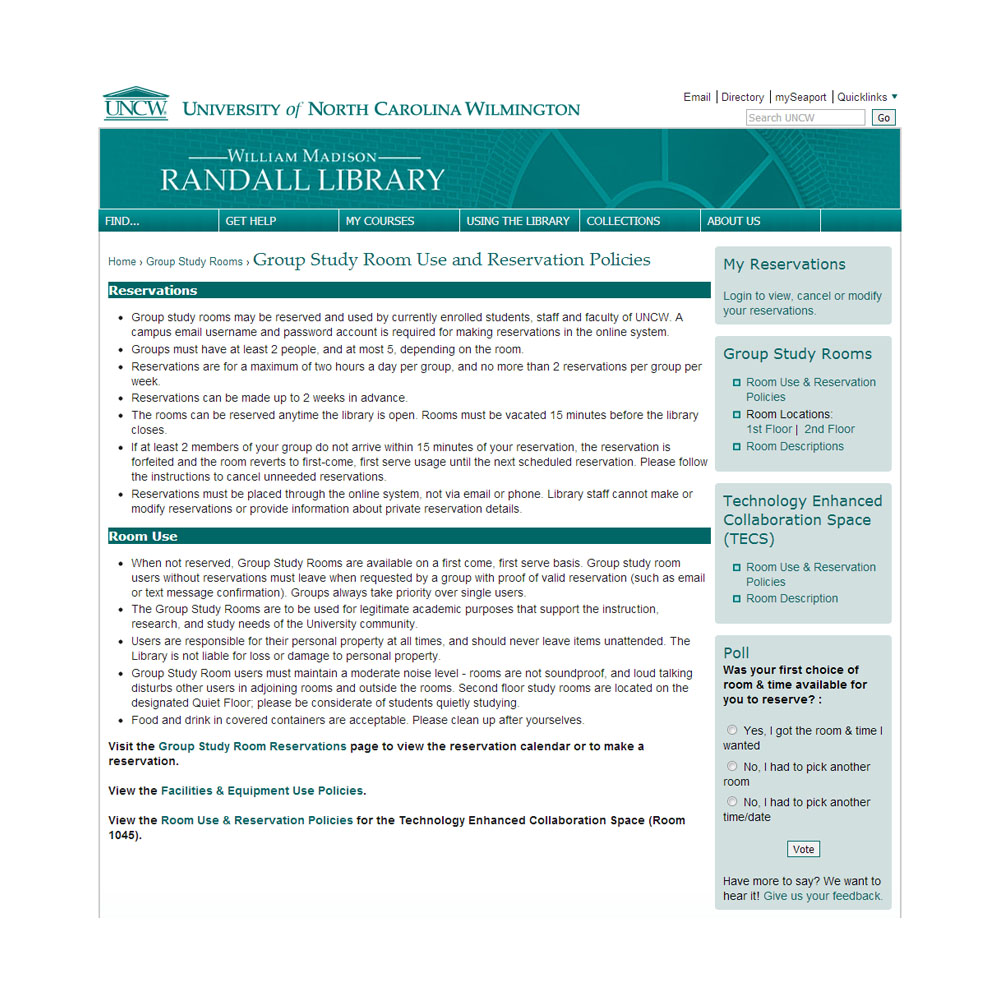 UNCW
UNIVERSITY of NORTH CAROLINA WILMINGTON
Email | Directory | mySeaport | Quicklinks
Search UNCW Go
WILLIAM MADISON
RANDALL LIBRARY
FIND... GET HELP MY COURSES USING THE LIBRARY COLLECTIONS ABOUT US
Home › Group Study Rooms › Group Study Room Use and Reservation Policies
Reservations
• Group study rooms may be reserved and used by currently enrolled students, staff and faculty of UNCW. A
campus email username and password account is required for making reservations in the online system.
• Groups must have at least 2 people, and at most 5, depending on the room.
• Reservations are for a maximum of two hours a day per group, and no more than 2 reservations per group per
week.
• Reservations can be made up to 2 weeks in advance.
• The rooms can be reserved anytime the library is open. Rooms must be vacated 15 minutes before the library
closes.
• If at least 2 members of your group do not arrive within 15 minutes of your reservation, the reservation is
forfeited and the room reverts to first-come, first serve usage until the next scheduled reservation. Please follow
the instructions to cancel unneeded reservations.
• Reservations must be placed through the online system, not via email or phone. Library staff cannot make or
modify reservations or provide information about private reservation details.
Room Use
• When not reserved, Group Study Rooms are available on a first come, first serve basis. Group study room
users without reservations must leave when requested by a group with proof of valid reservation (such as email
or text message confirmation). Groups always take priority over single users.
• The Group Study Rooms are to be used for legitimate academic purposes that support the instruction,
research, and study needs of the University community.
• Users are responsible for their personal property at all times, and should never leave items unattended. The
Library is not liable for loss or damage to personal property.
• Group Study Room users must maintain a moderate noise level - rooms are not soundproof, and loud talking
disturbs other users in adjoining rooms and outside the rooms. Second floor study rooms are located on the
designated Quiet Floor; please be considerate of students quietly studying.
• Food and drink in covered containers are acceptable. Please clean up after yourselves.
Visit the Group Study Room Reservations page to view the reservation calendar or to make a
reservation.
View the Facilities & Equipment Use Policies.
View the Room Use & Reservation Policies for the Technology Enhanced Collaboration Space (Room
1045).
My Reservations
Login to view, cancel or modify
your reservations.
Group Study Rooms
Room Use & Reservation
Policies
Room Locations:
1st Floor | 2nd Floor
Room Descriptions
Technology Enhanced
Collaboration Space
(TECS)
Room Use & Reservation
Policies
Room Description
Poll
Was your first choice of
room & time available for
you to reserve? :
Yes, I got the room & time I
wanted
No, I had to pick another
room
No, I had to pick another
time/date
Vote
Have more to say? We want to
hear it! Give us your feedback.